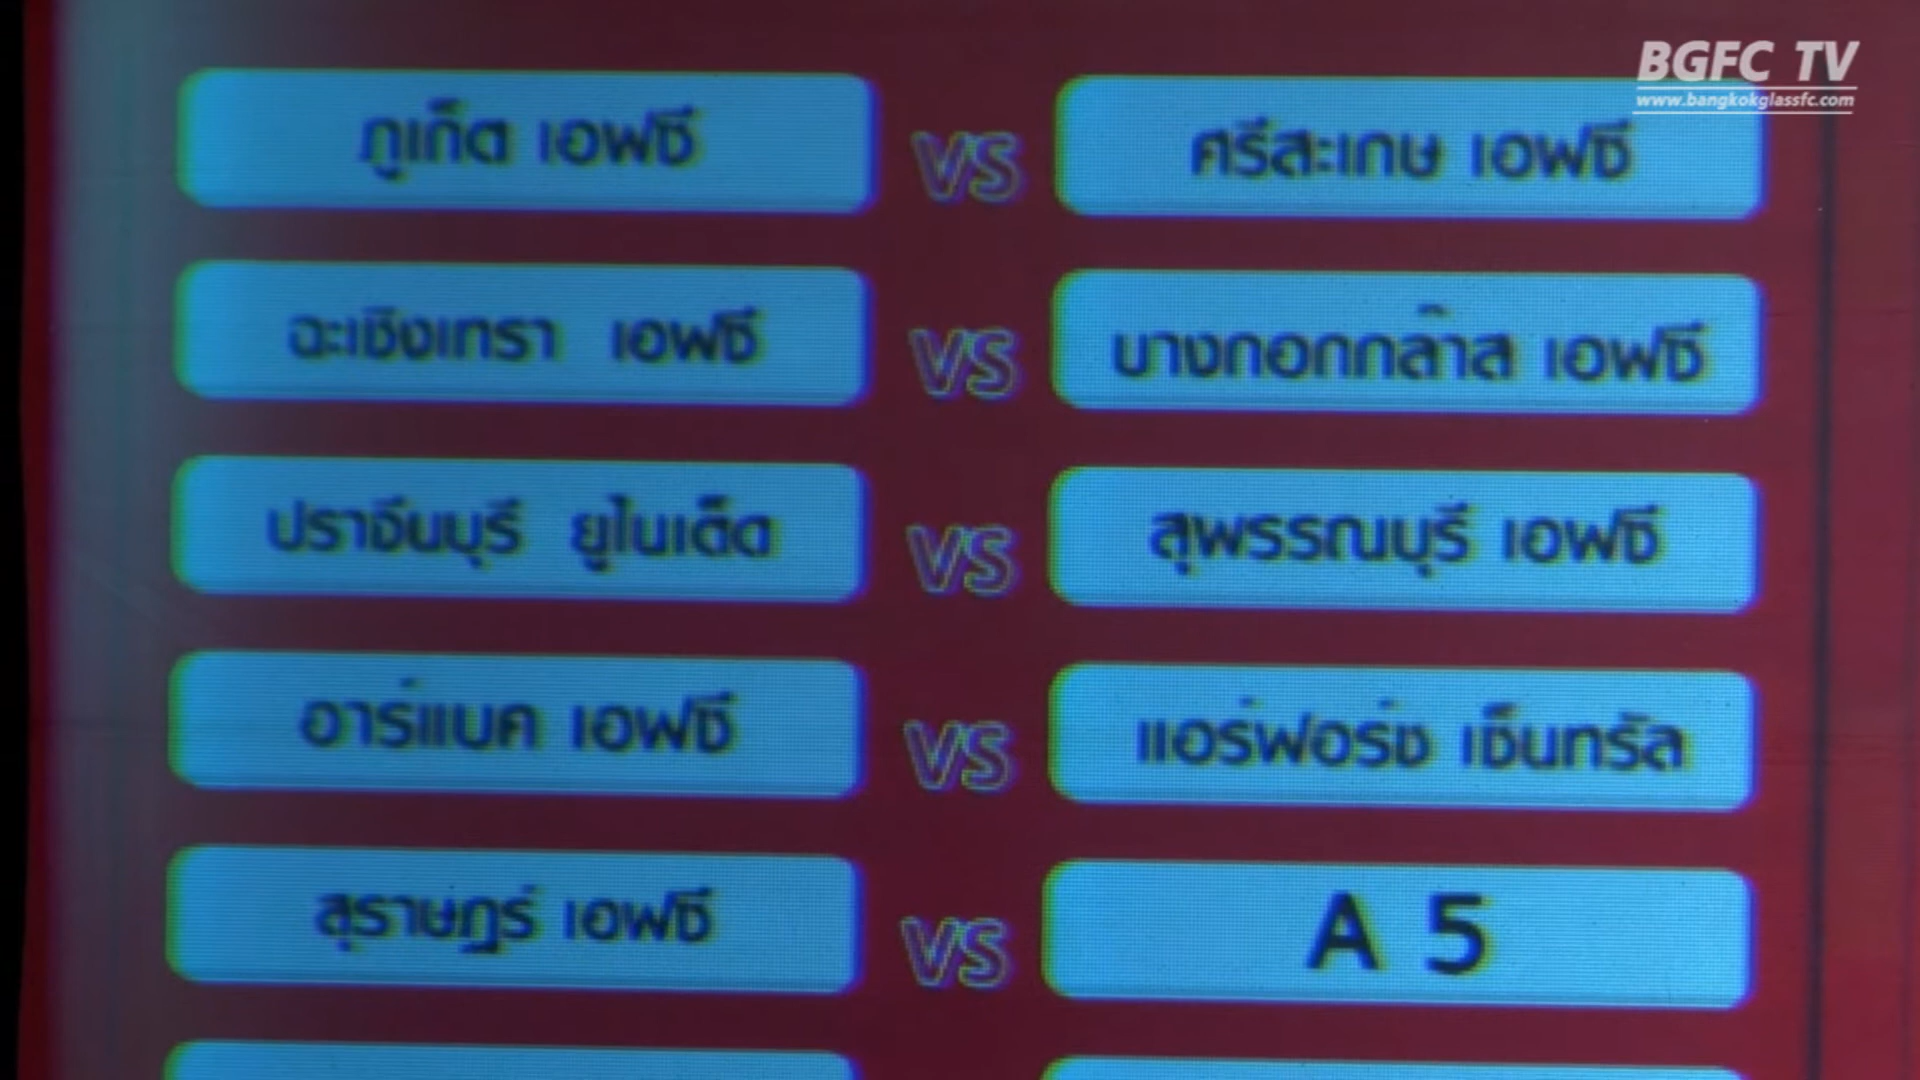 BGFC TV
www.bangkokglassfc.com
ภูเก็ต เอฟซี VS ศรีสะเกษ เอฟซี
ฉะเชิงเทรา เอฟซี VS บางกอกกล๊าส เอฟซี
ปราจีนบุรี ยูไนเต็ด VS สุพรรณบุรี เอฟซี
อาร์แบค เอฟซี VS แอร์ฟอร์ซ เซ็นทรัล
สุราษฎร์ เอฟซี VS A 5